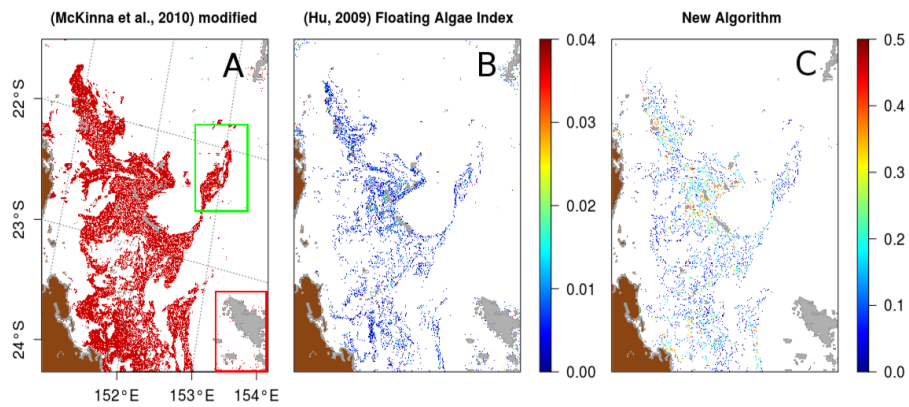 (McKinna et al., 2010) modified
(Hu, 2009) Floating Algae Index
New Algorithm
A
B
C
22°S
23°S
24°S
152°E
153°E
154°E
0.04
0.03
0.02
0.01
0.00
0.5
0.4
0.3
0.2
0.1
0.0